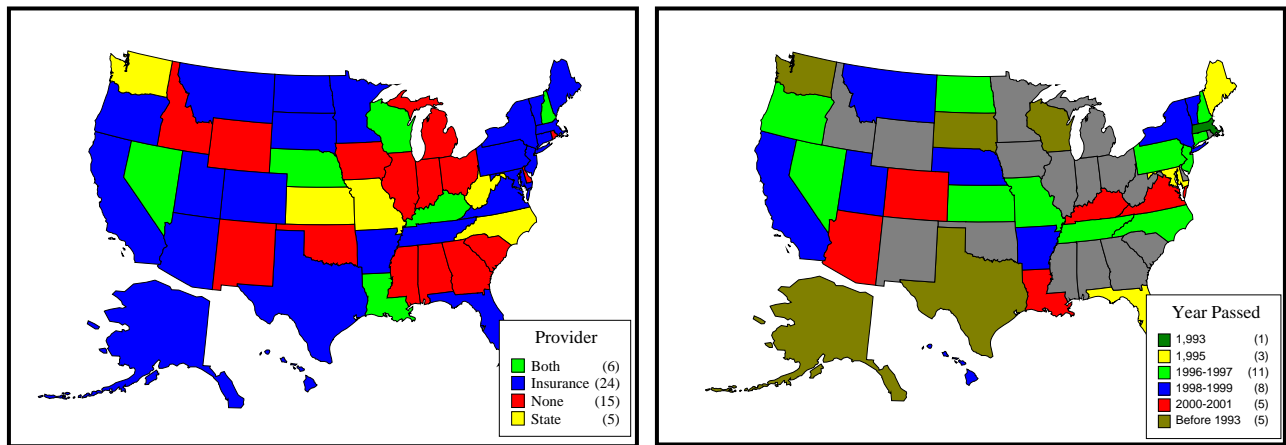 Provider
Both (6)
Insurance (24)
None (15)
State (5)
Year Passed
1,993 (1)
1,995 (3)
1996-1997 (11)
1998-1999 (8)
2000-2001 (5)
Before 1993 (5)